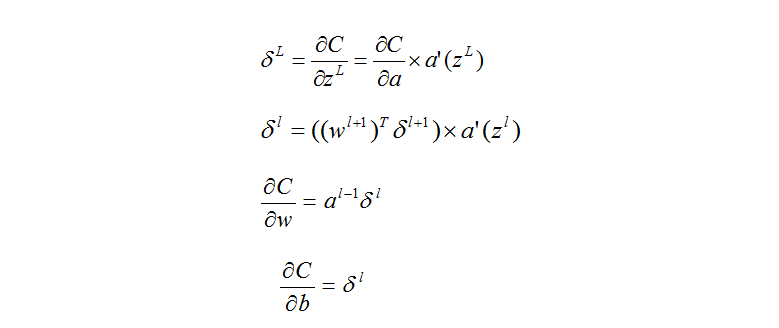 δ^L = ∂C/∂z^L = ∂C/∂a × a'(z^L)
δ^l = ((w^{l+1})^T δ^{l+1}) × a'(z^l)
∂C/∂w = a^{l−1}δ^l
∂C/∂b = δ^l